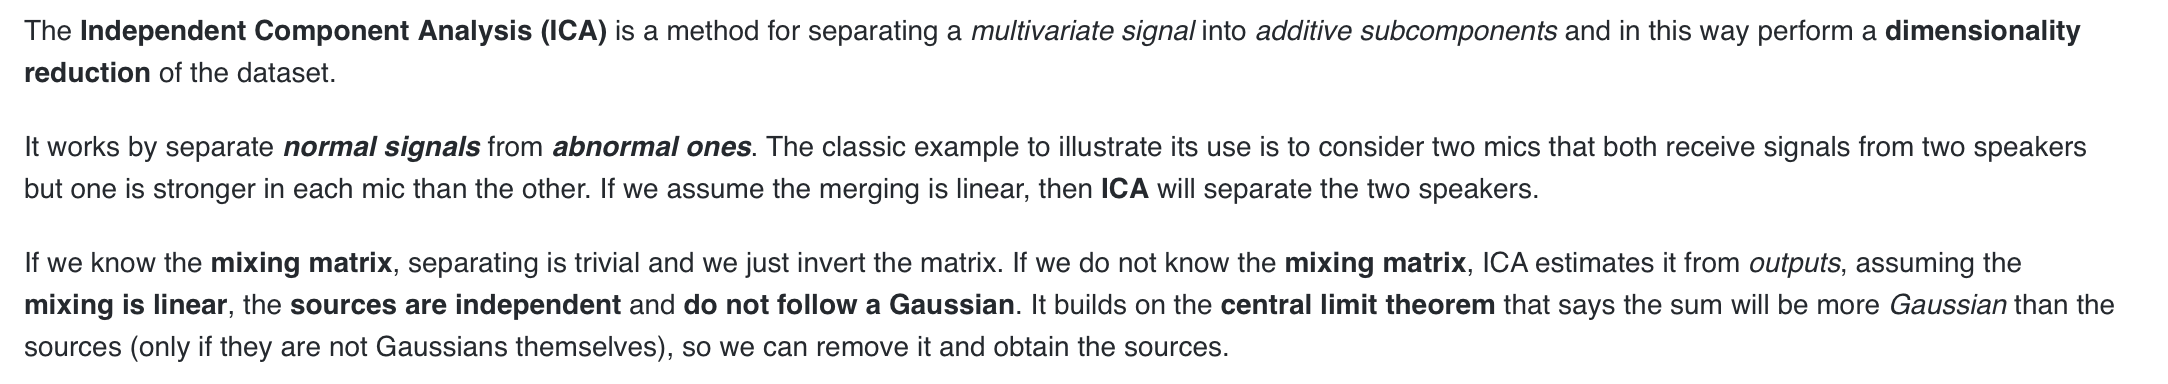 The Independent Component Analysis (ICA) is a method for separating a multivariate signal into additive subcomponents and in this way perform a dimensionality
reduction of the dataset.
It works by separate normal signals from abnormal ones. The classic example to illustrate its use is to consider two mics that both receive signals from two speakers
but one is stronger in each mic than the other. If we assume the merging is linear, then ICA will separate the two speakers.
If we know the mixing matrix, separating is trivial and we just invert the matrix. If we do not know the mixing matrix, ICA estimates it from outputs, assuming the
mixing is linear, the sources are independent and do not follow a Gaussian. It builds on the central limit theorem that says the sum will be more Gaussian than the
sources (only if they are not Gaussians themselves), so we can remove it and obtain the sources.